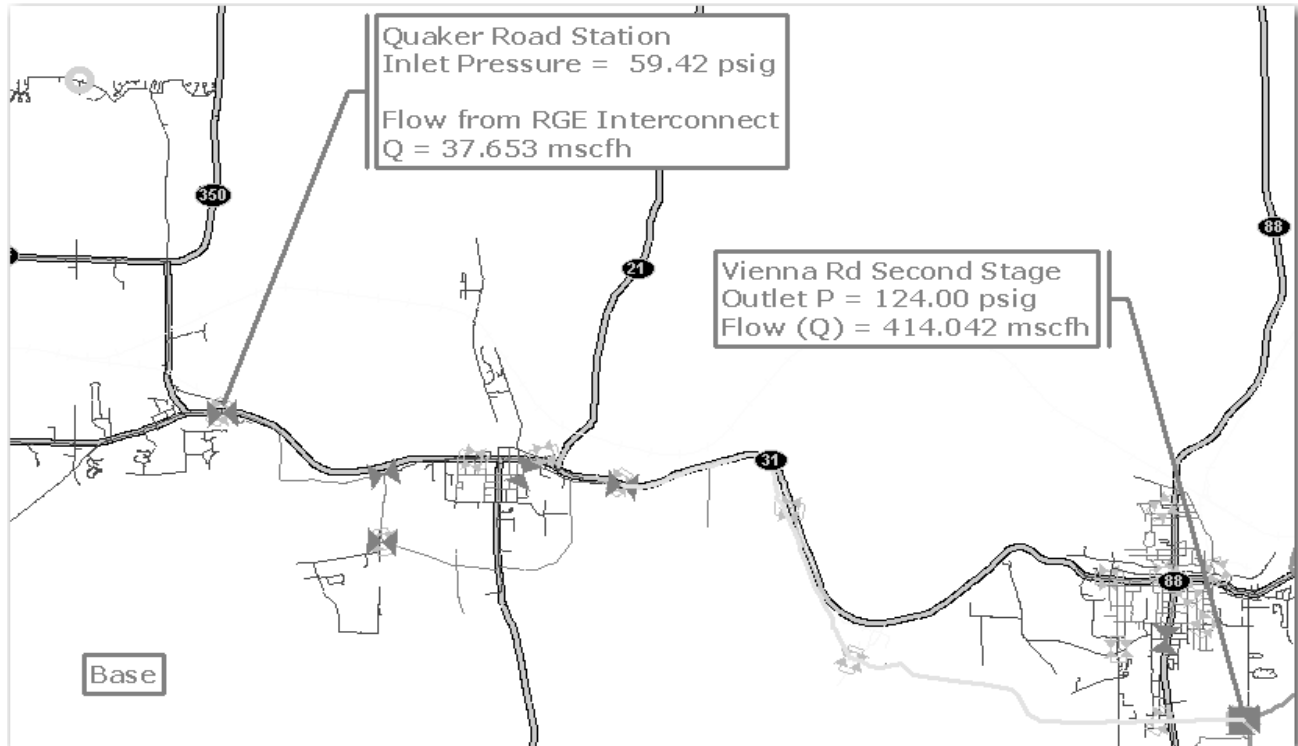 Quaker Road Station
Inlet Pressure = 59.42 psig
Flow from RGE Interconnect
Q = 37.653 mscfh
350
21
88
Vienna Rd Second Stage
Outlet P = 124.00 psig
Flow (Q) = 414.042 mscfh
31
88
Base